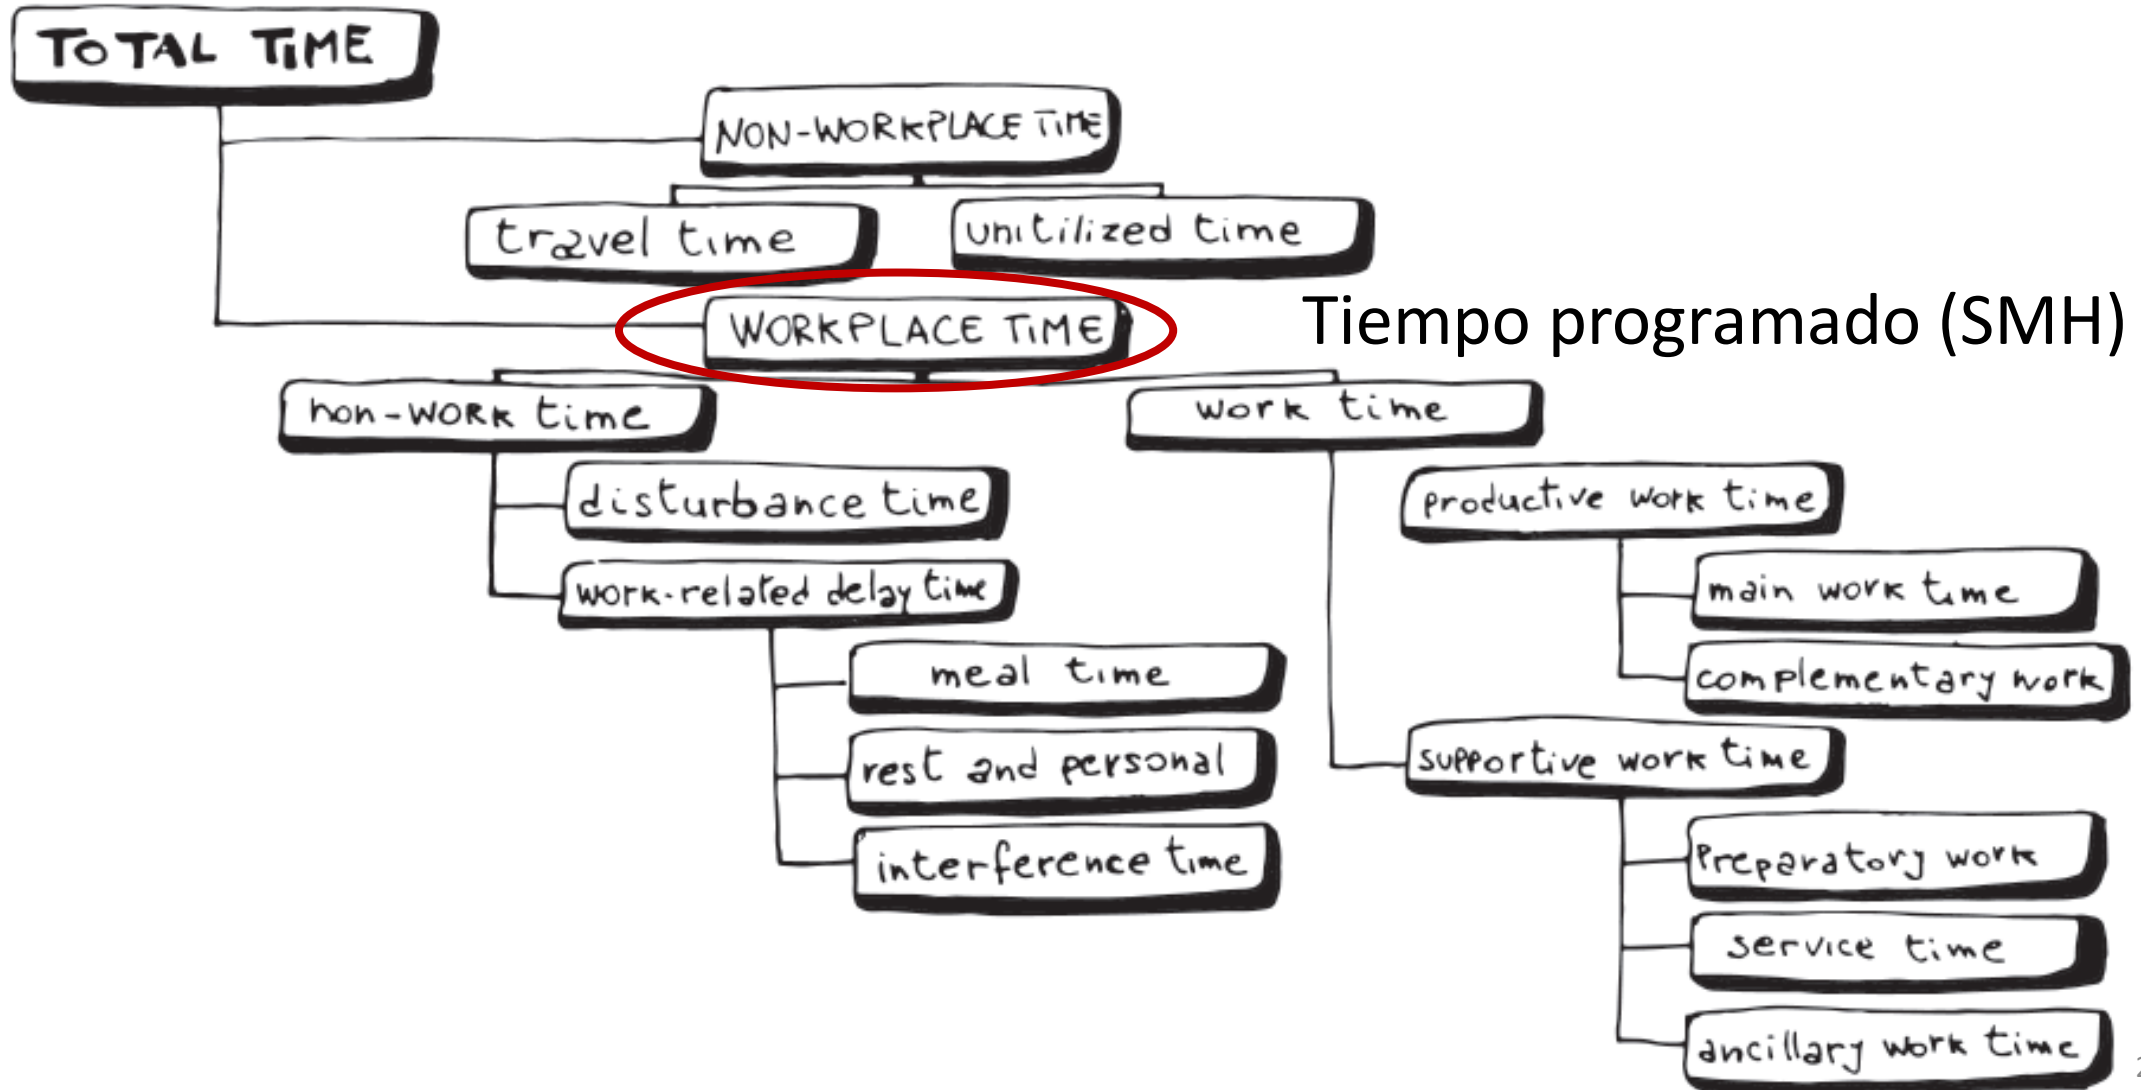 TOTAL TIME
NON-WORKPLACE TIME
travel time
unitilized time
WORKPLACE TIME
Tiempo programado (SMH)
non-work time
work time
disturbance time
productive work time
work-related delay time
main work time
meal time
complementary work
rest and personal
supportive work time
interference time
Preparatory work
service time
ancillary work time
2